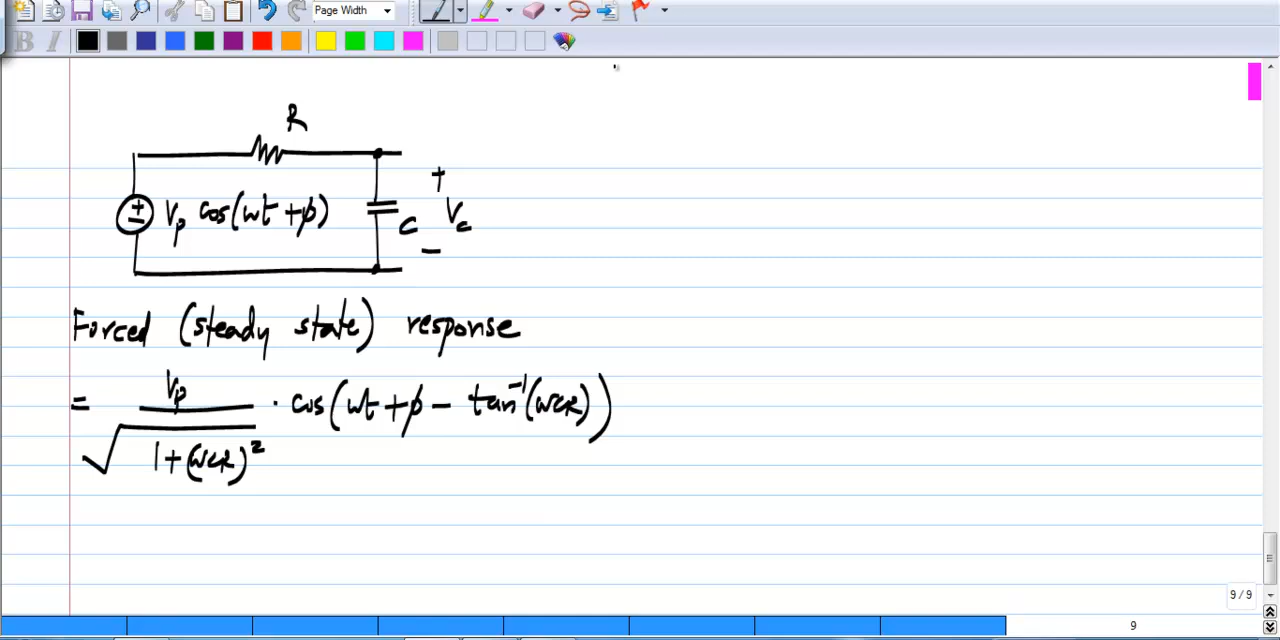 Page Width
B I
R
+
Vp cos(ωt + φ)
C
+
Vc
−
Forced (steady state) response
= Vp / √(1 + (ωCR)²) · cos(ωt + φ − tan⁻¹(ωCR))
9 / 9
9